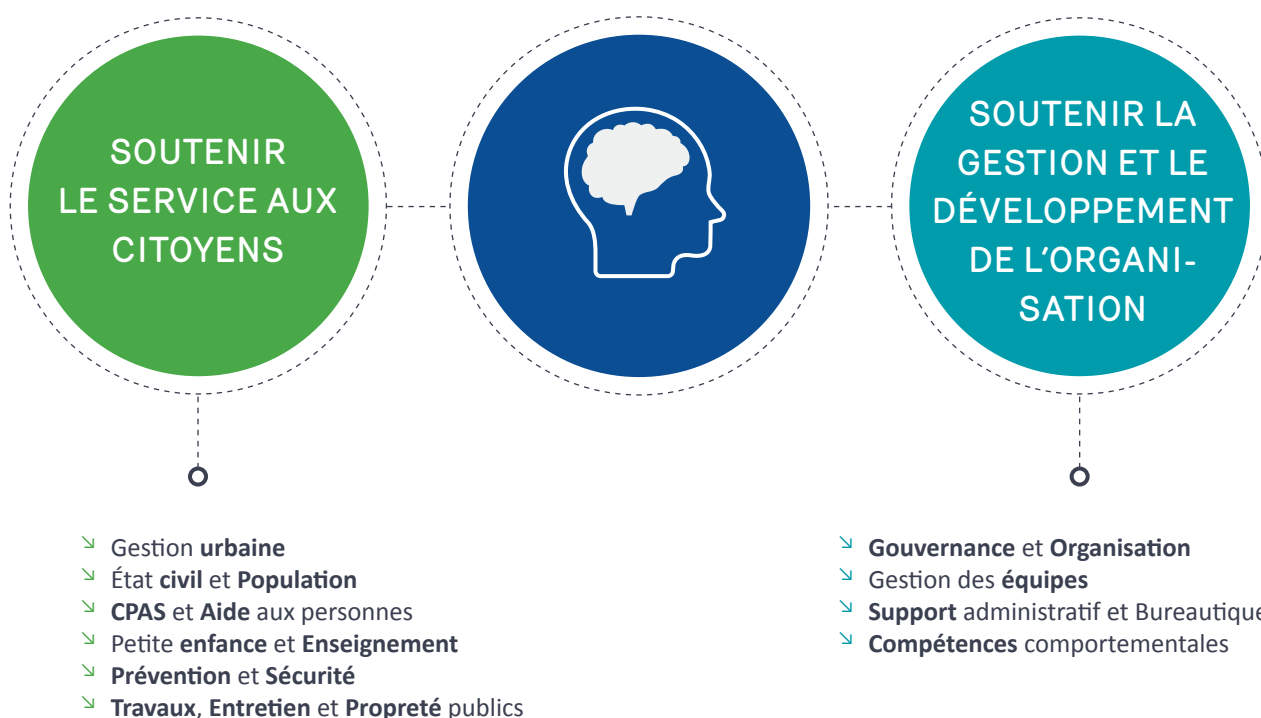 SOUTENIR
LE SERVICE AUX
CITOYENS
SOUTENIR LA
GESTION ET LE
DÉVELOPPEMENT
DE L'ORGANI-
SATION
Gestion urbaine
État civil et Population
CPAS et Aide aux personnes
Petite enfance et Enseignement
Prévention et Sécurité
Travaux, Entretien et Propreté publics
Gouvernance et Organisation
Gestion des équipes
Support administratif et Bureautique
Compétences comportementales